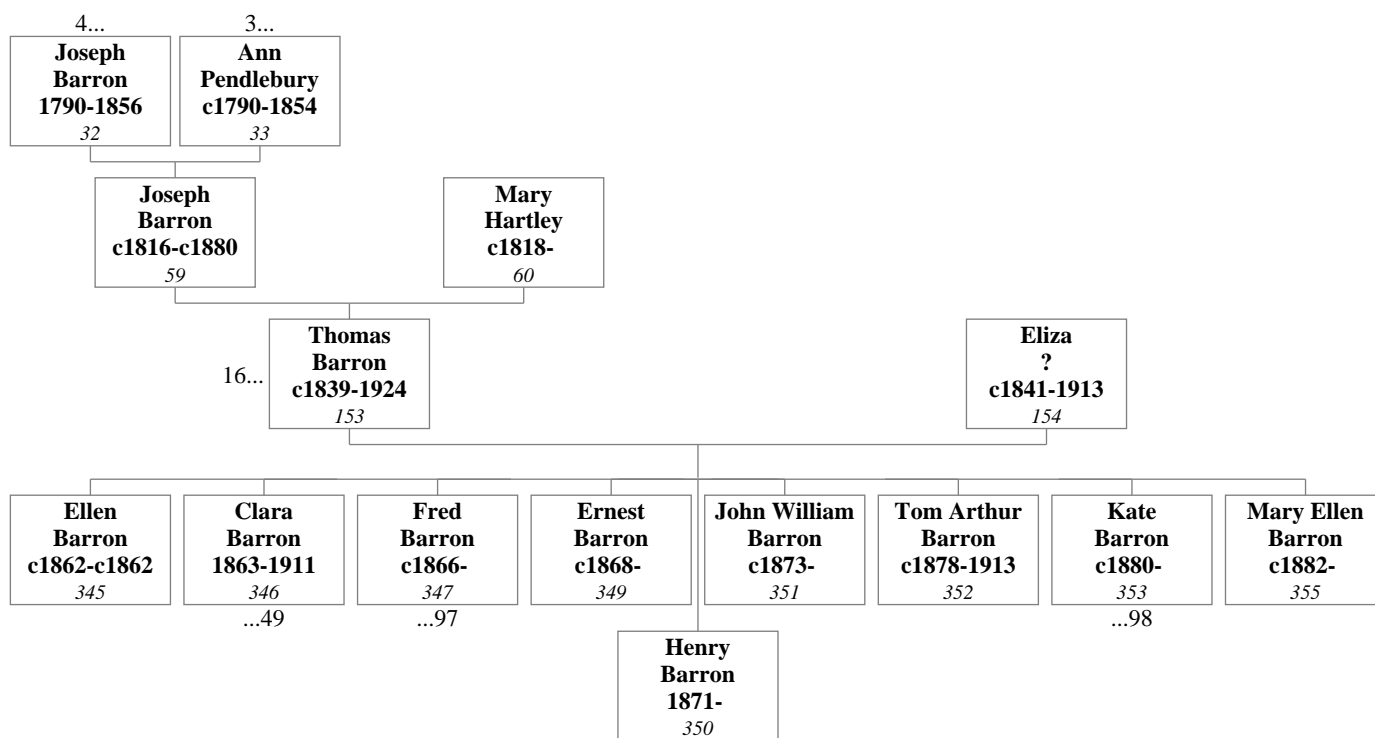 4...
3...
Joseph
Barron
1790-1856
32
Ann
Pendlebury
c1790-1854
33
Joseph
Barron
c1816-c1880
59
Mary
Hartley
c1818-
60
16...
Thomas
Barron
c1839-1924
153
Eliza
?
c1841-1913
154
Ellen
Barron
c1862-c1862
345
Clara
Barron
1863-1911
346
...49
Fred
Barron
c1866-
347
...97
Ernest
Barron
c1868-
349
John William
Barron
c1873-
351
Tom Arthur
Barron
c1878-1913
352
Kate
Barron
c1880-
353
...98
Mary Ellen
Barron
c1882-
355
Henry
Barron
1871-
350